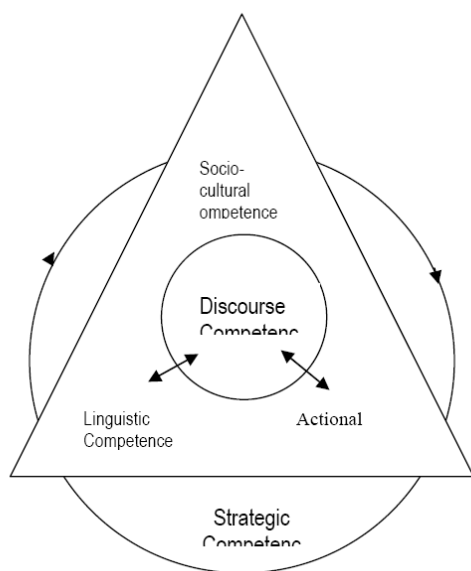 Socio-
cultural
ompetence
Discourse
Competenc
Linguistic
Competence
Actional
Strategic
Competenc